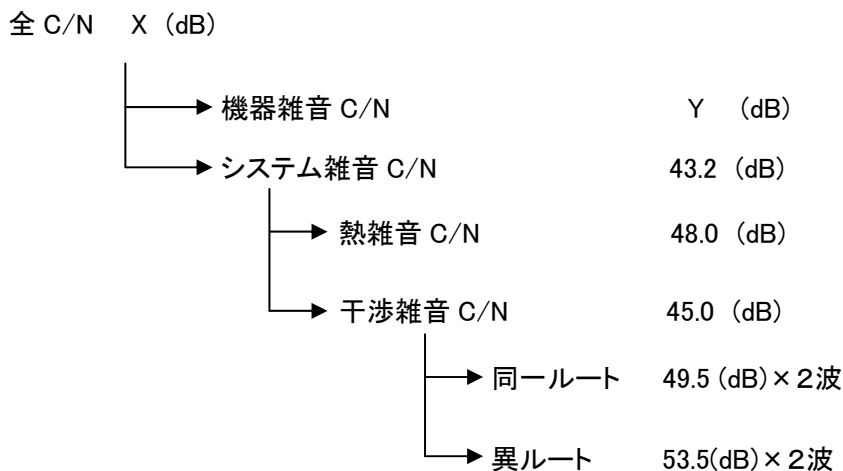 全 C/N X (dB)
機器雑音 C/N Y (dB)
システム雑音 C/N 43.2 (dB)
熱雑音 C/N 48.0 (dB)
干渉雑音 C/N 45.0 (dB)
同一ルート 49.5 (dB)×２波
異ルート 53.5(dB)×２波